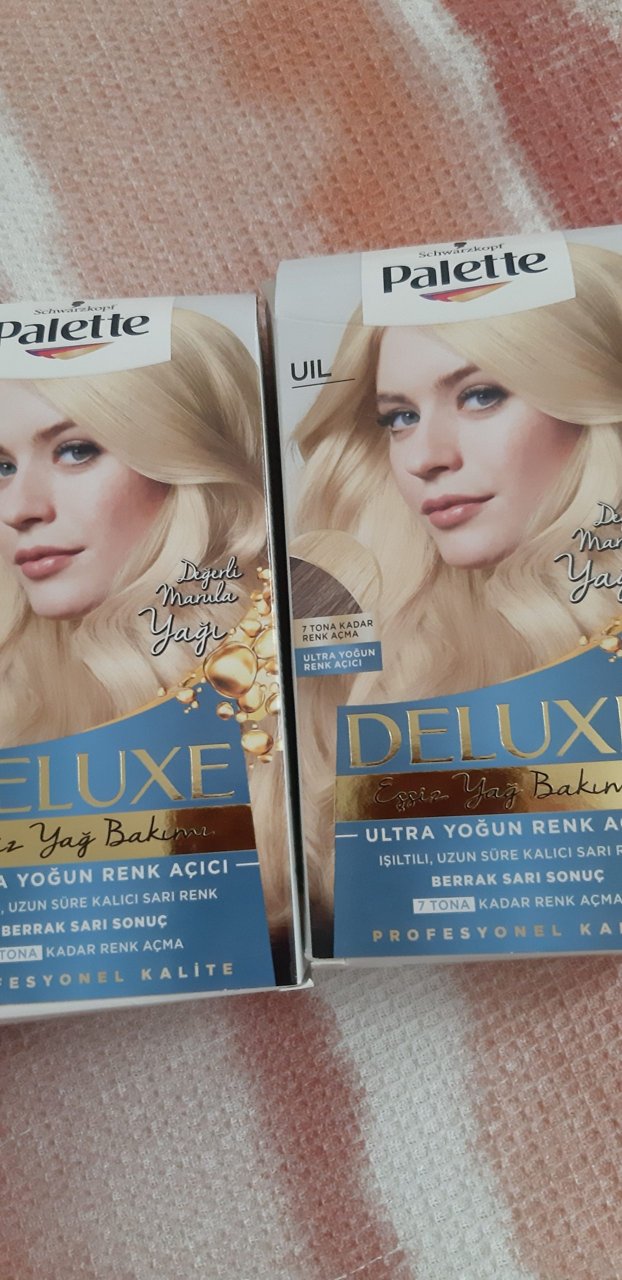 Schwarzkopf
Palette
Değerli
Marula
Yağı
ELUXE
Yağ Bakımı
YOĞUN RENK AÇICI
, UZUN SÜRE KALICI SARI RENK
BERRAK SARI SONUÇ
TONA KADAR RENK AÇMA
FESYONEL KALİTE
Schwarzkopf
Palette
UIL
7 TONA KADAR
RENK AÇMA
ULTRA YOĞUN
RENK AÇICI
DELUX
Eşsiz Yağ Bakım
ULTRA YOĞUN RENK A
IŞILTILI, UZUN SÜRE KALICI SARI
BERRAK SARI SONUÇ
7 TONA KADAR RENK AÇMA
PROFESYONEL KA